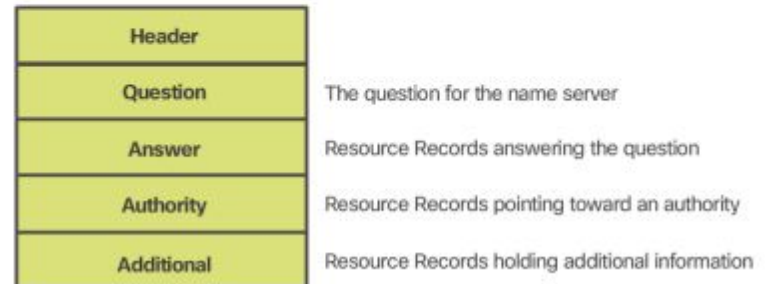 Header
Question The question for the name server
Answer Resource Records answering the question
Authority Resource Records pointing toward an authority
Additional Resource Records holding additional information